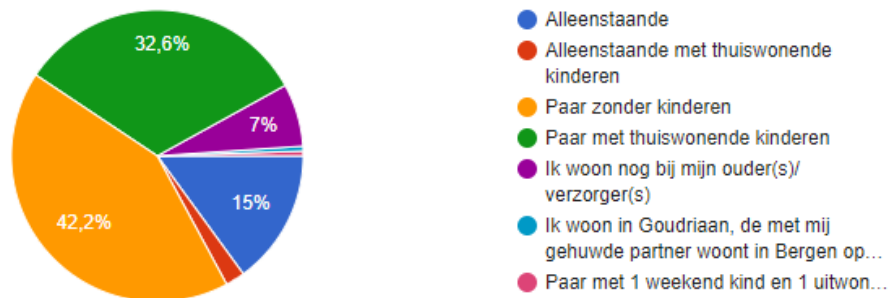 32,6%
7%
15%
42,2%
Alleenstaande
Alleenstaande met thuiswonende
kinderen
Paar zonder kinderen
Paar met thuiswonende kinderen
Ik woon nog bij mijn ouder(s)/
verzorger(s)
Ik woon in Goudriaan, de met mij
gehuwde partner woont in Bergen op…
Paar met 1 weekend kind en 1 uitwon…